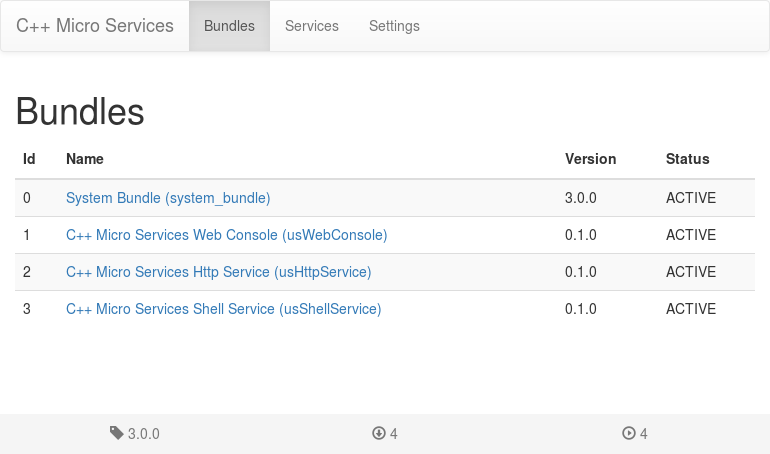 C++ Micro Services Bundles Services Settings
Bundles
Id Name Version Status
0 System Bundle (system_bundle) 3.0.0 ACTIVE
1 C++ Micro Services Web Console (usWebConsole) 0.1.0 ACTIVE
2 C++ Micro Services Http Service (usHttpService) 0.1.0 ACTIVE
3 C++ Micro Services Shell Service (usShellService) 0.1.0 ACTIVE
3.0.0 4 4